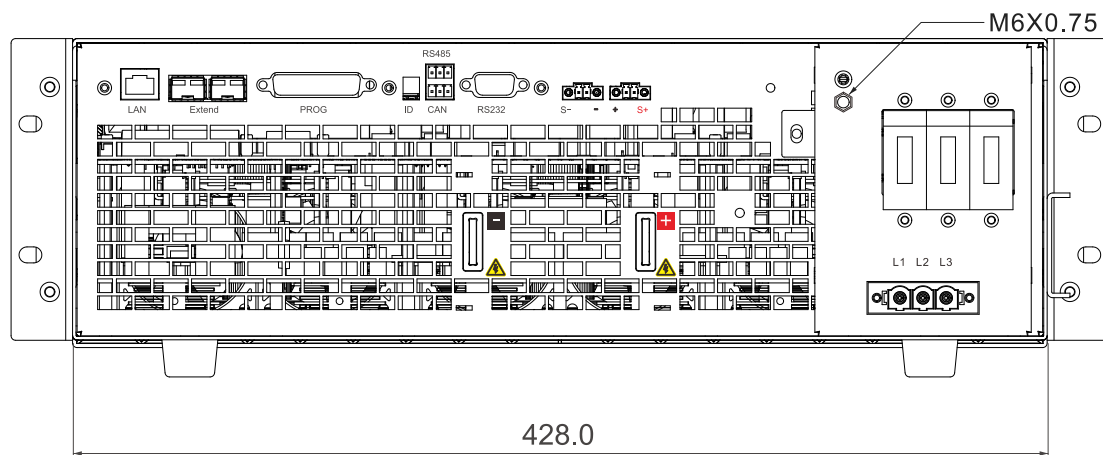 M6X0.75
RS485
LAN
Extend
PROG
ID
CAN
RS232
S- - + S+
- +
L1 L2 L3
428.0